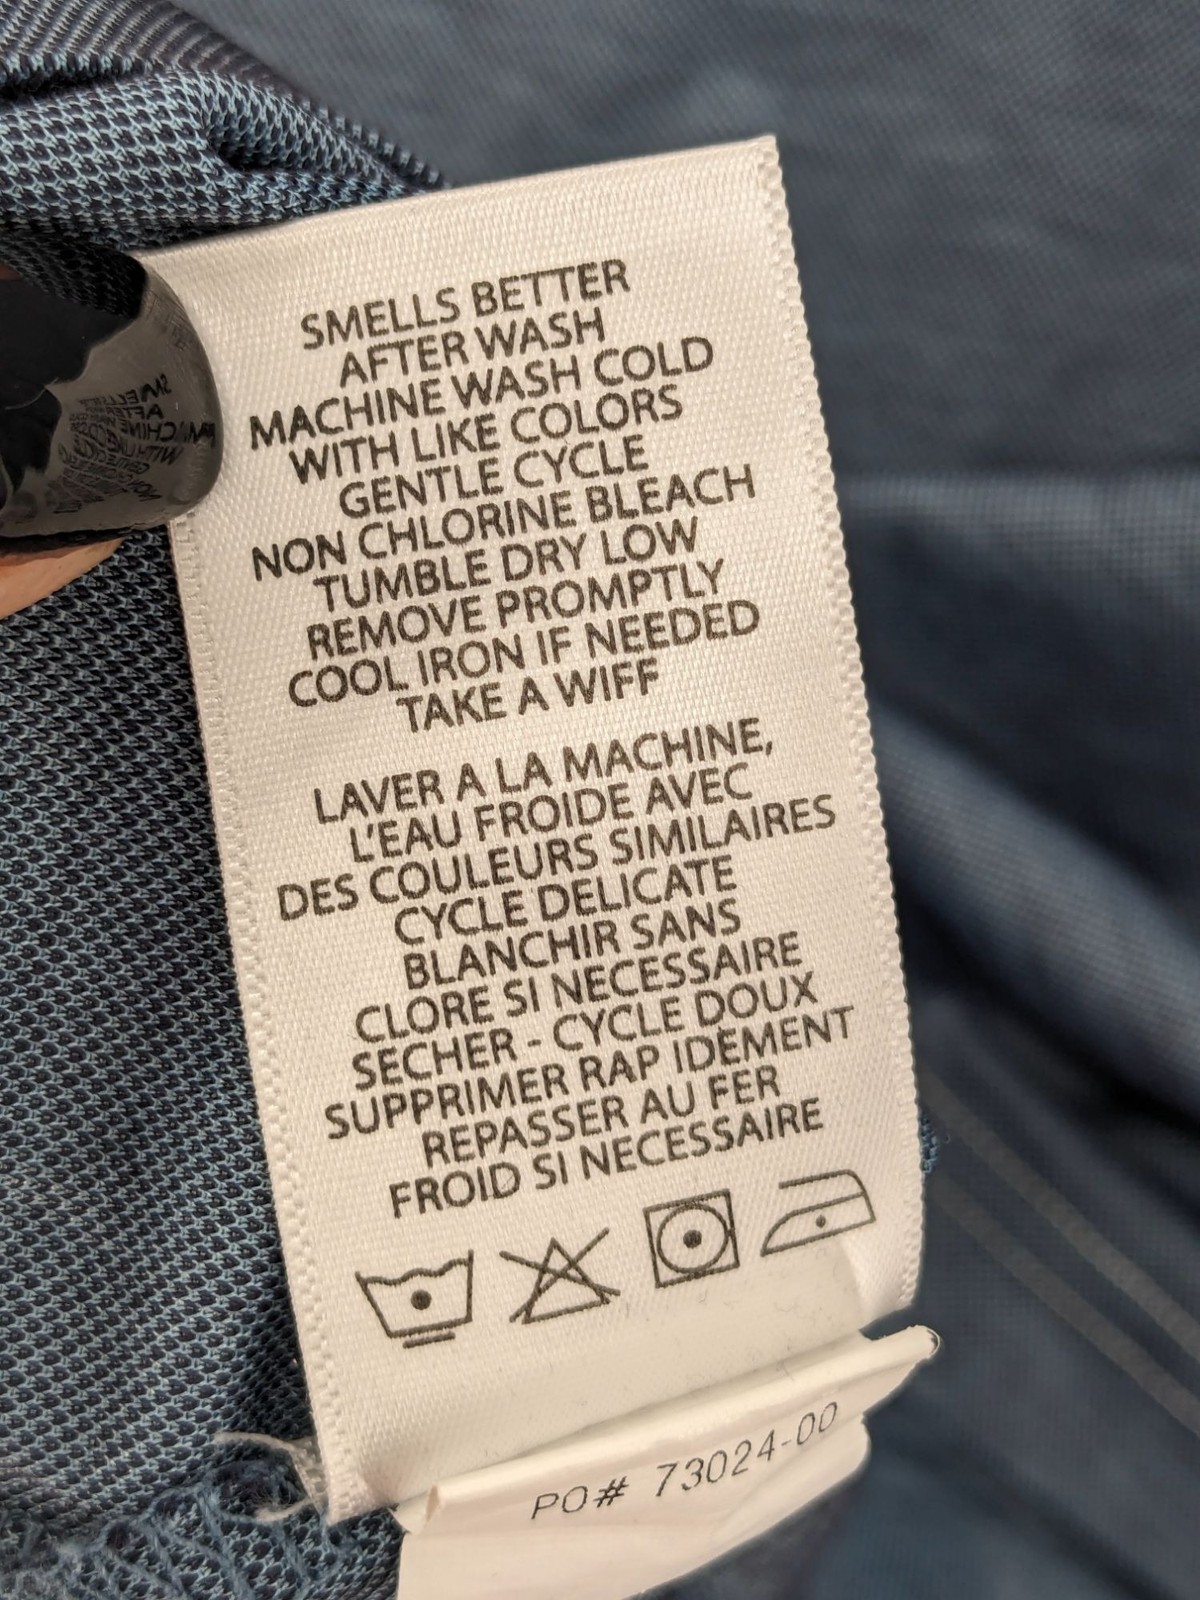 SMELLS BETTER
AFTER WASH
MACHINE WASH COLD
WITH LIKE COLORS
GENTLE CYCLE
NON CHLORINE BLEACH
TUMBLE DRY LOW
REMOVE PROMPTLY
COOL IRON IF NEEDED
TAKE A WIFF
LAVER A LA MACHINE,
L'EAU FROIDE AVEC
DES COULEURS SIMILAIRES
CYCLE DELICATE
BLANCHIR SANS
CLORE SI NECESSAIRE
SECHER - CYCLE DOUX
SUPPRIMER RAP IDEMENT
REPASSER AU FER
FROID SI NECESSAIRE
PO# 73024-00